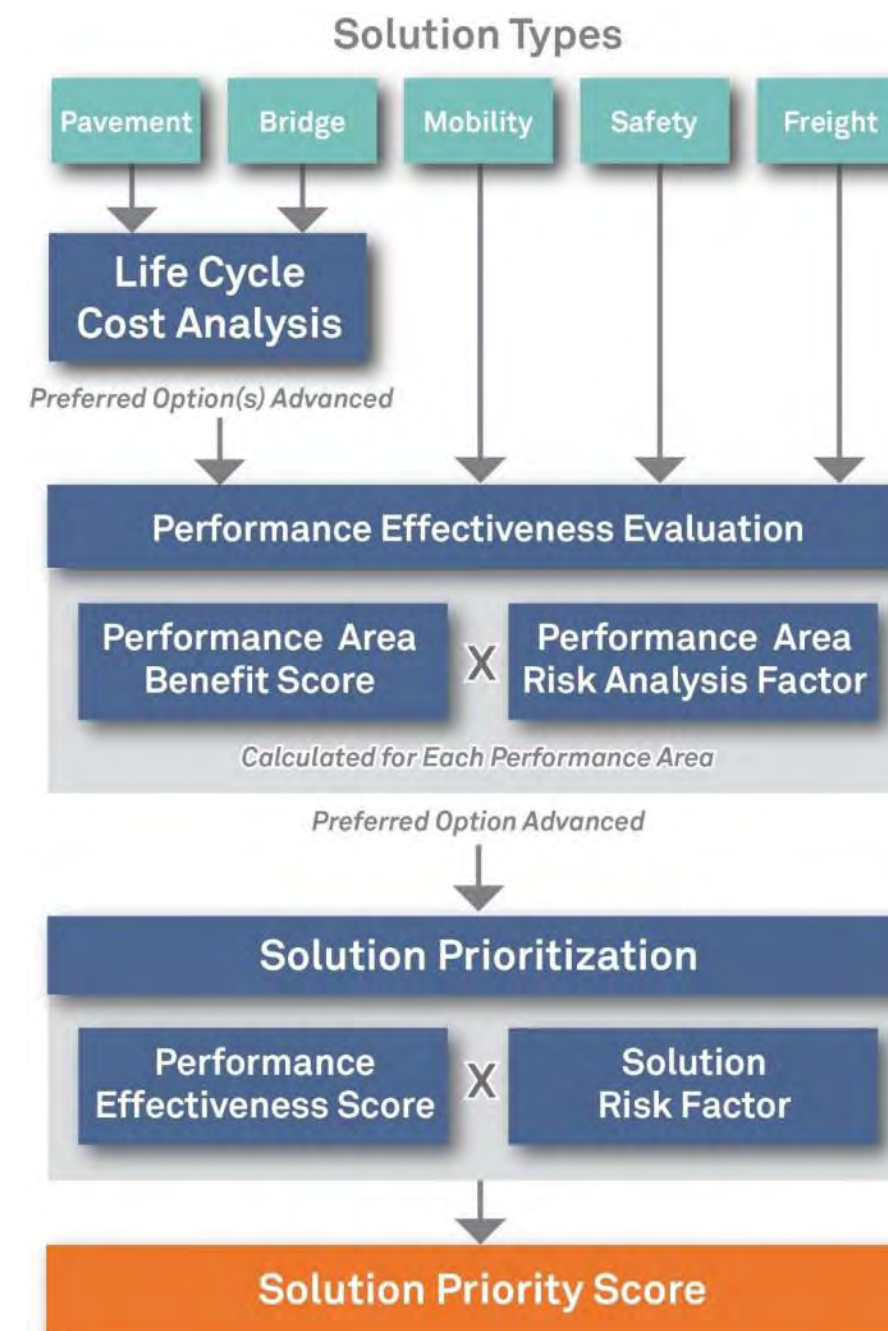 Solution Types
Pavement
Bridge
Mobility
Safety
Freight
Life Cycle
Cost Analysis
Preferred Option(s) Advanced
Performance Effectiveness Evaluation
Performance Area
Benefit Score
X
Performance Area
Risk Analysis Factor
Calculated for Each Performance Area
Preferred Option Advanced
Solution Prioritization
Performance
Effectiveness Score
X
Solution
Risk Factor
Solution Priority Score